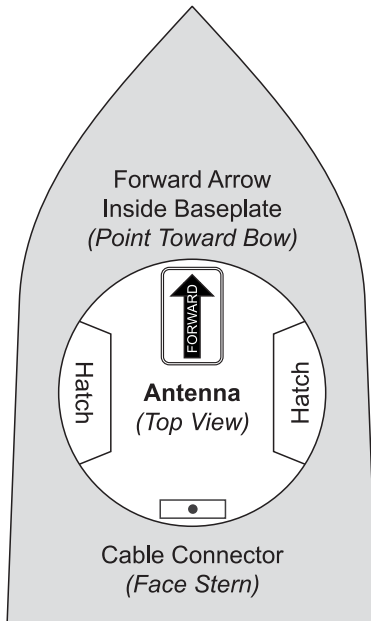 Forward Arrow
Inside Baseplate
(Point Toward Bow)
FORWARD
Hatch
Antenna
(Top View)
Hatch
Cable Connector
(Face Stern)